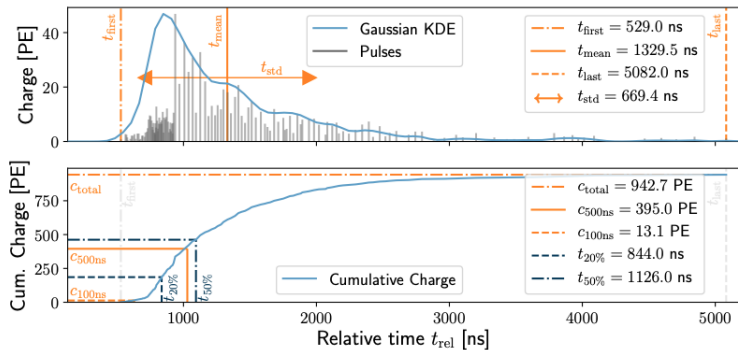 Charge [PE]
40
20
0
t_first
t_mean
t_std
t_last
Gaussian KDE
Pulses
t_first = 529.0 ns
t_mean = 1329.5 ns
t_last = 5082.0 ns
t_std = 669.4 ns
Cum. Charge [PE]
750
500
250
0
c_total
c_500ns
c_100ns
t_first
t_20%
t_50%
t_last
Cumulative Charge
c_total = 942.7 PE
c_500ns = 395.0 PE
c_100ns = 13.1 PE
t_20% = 844.0 ns
t_50% = 1126.0 ns
1000 2000 3000 4000 5000
Relative time t_rel [ns]